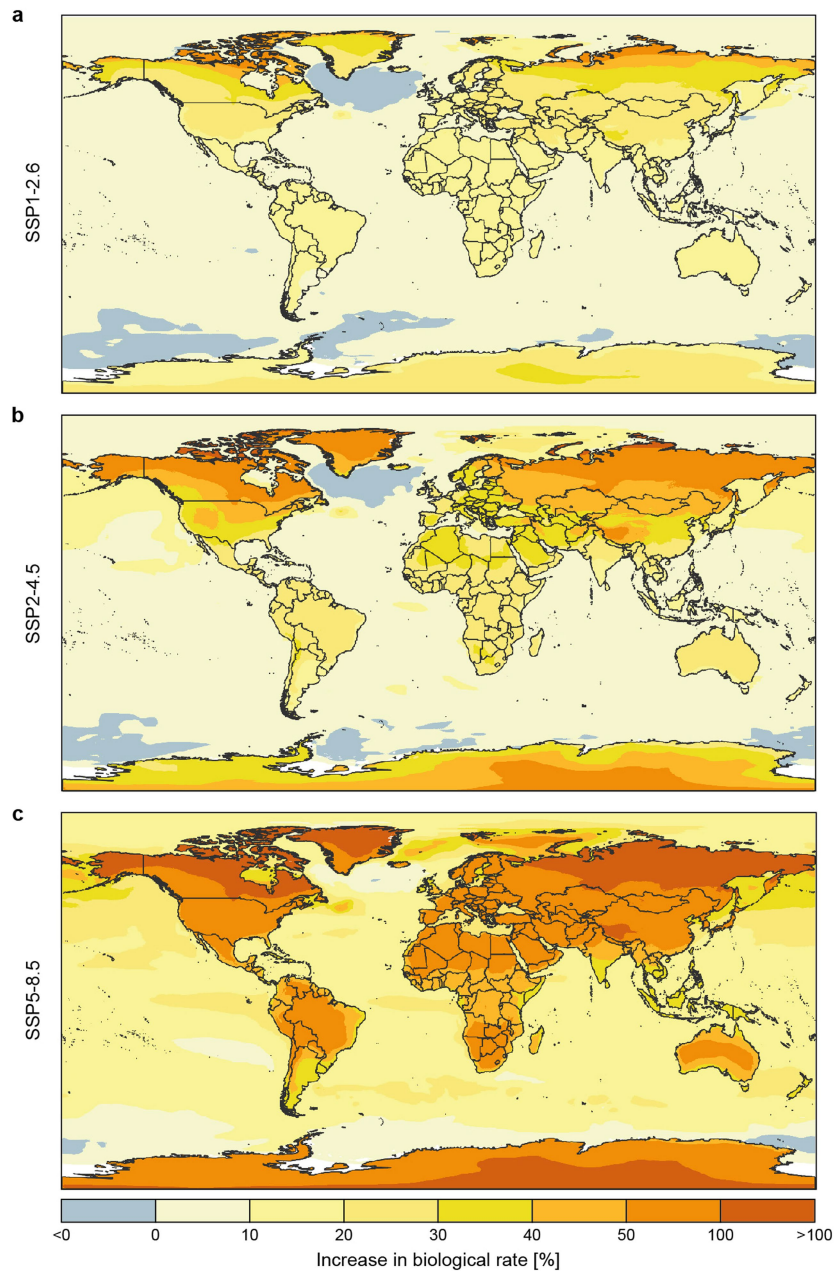 a
SSP1-2.6
b
SSP2-4.5
c
SSP5-8.5
<0 0 10 20 30 40 50 100 >100
Increase in biological rate [%]